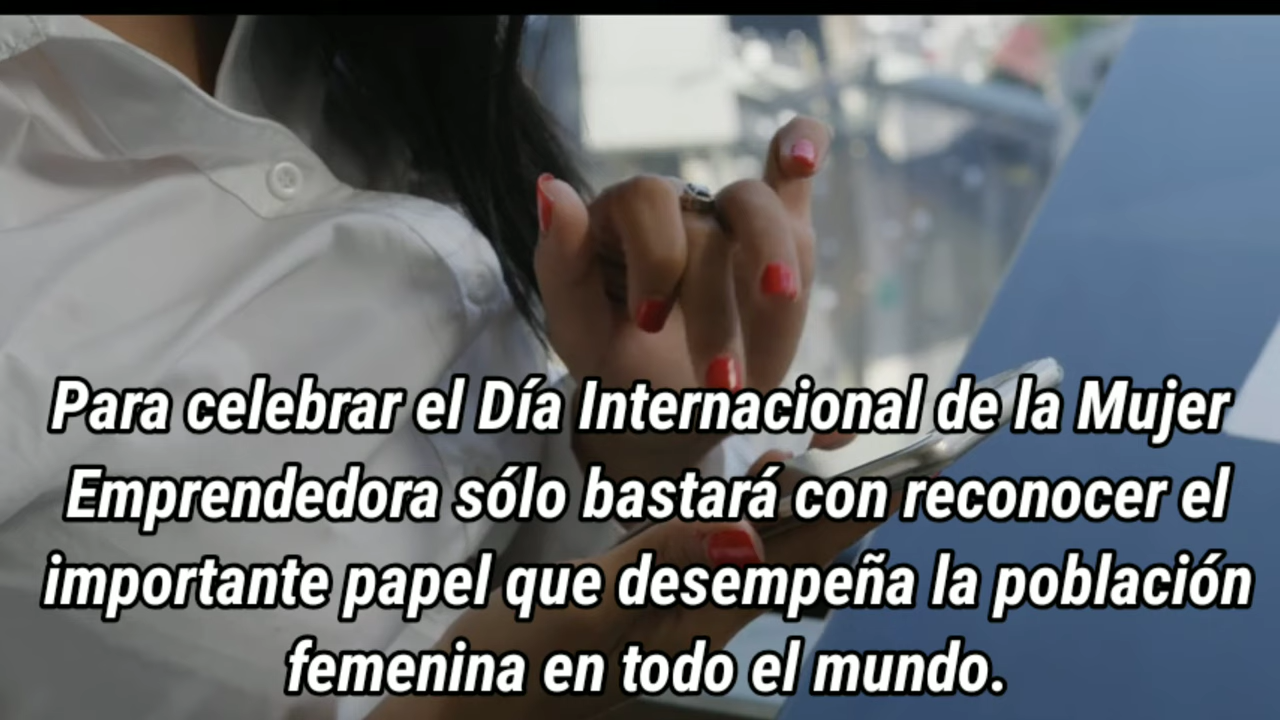 Para celebrar el Día Internacional de la Mujer
Emprendedora sólo bastará con reconocer el
importante papel que desempeña la población
femenina en todo el mundo.